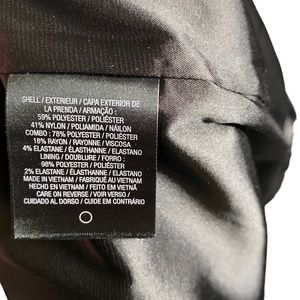 SHELL / EXTERIEUR / CAPA EXTERIOR DE
LA PRENDA / ARMAÇÃO :
59% POLYESTER / POLIÉSTER
41% NYLON / POLIAMIDA / NÁILON
COMBO : 78% POLYESTER / POLIÉSTER
18% RAYON / RAYONNE / VISCOSA
4% ELASTANE / ÉLASTHANNE / ELASTANO
LINING / DOUBLURE / FORRO :
98% POLYESTER / POLIÉSTER
2% ELASTANE / ÉLASTHANNE / ELASTANO
MADE IN VIETNAM / FABRIQUÉ AU VIETNAM
HECHO EN VIETNAM / FEITO EM VIETNÃ
CARE ON REVERSE / VOIR VERSO /
CUIDADO AL DORSO / CUIDE EM CONTRARIO